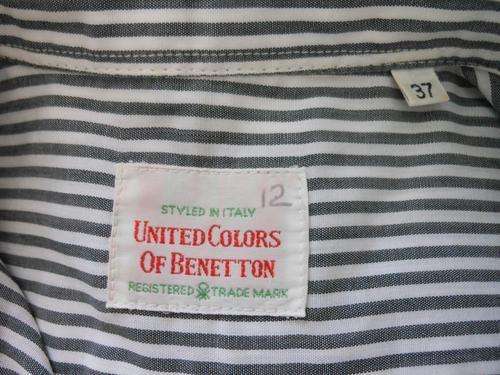 37
12
STYLED IN ITALY
UNITED COLORS
OF BENETTON
REGISTERED TRADE MARK